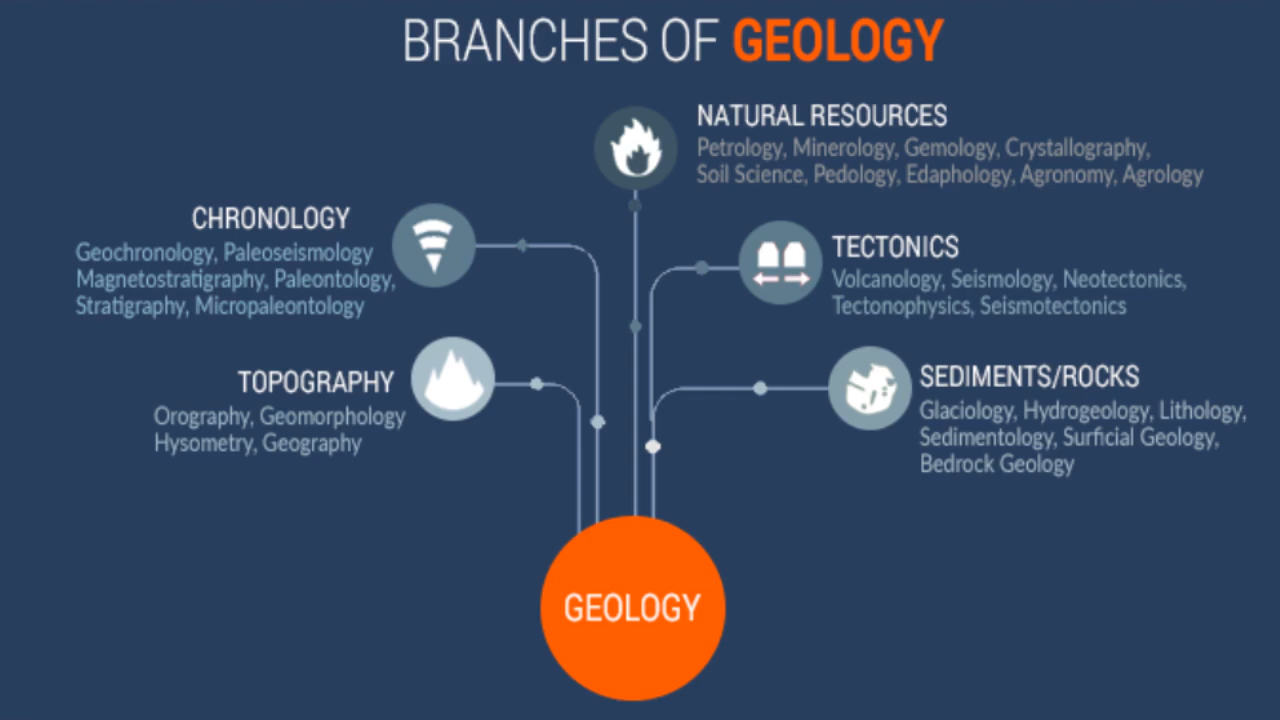 BRANCHES OF GEOLOGY
NATURAL RESOURCES
Petrology, Minerology, Gemology, Crystallography,
Soil Science, Pedology, Edaphology, Agronomy, Agrology
CHRONOLOGY
Geochronology, Paleoseismology
Magnetostratigraphy, Paleontology,
Stratigraphy, Micropaleontology
TECTONICS
Volcanology, Seismology, Neotectonics,
Tectonophysics, Seismotectonics
TOPOGRAPHY
Orography, Geomorphology
Hysometry, Geography
SEDIMENTS/ROCKS
Glaciology, Hydrogeology, Lithology,
Sedimentology, Surficial Geology,
Bedrock Geology
GEOLOGY